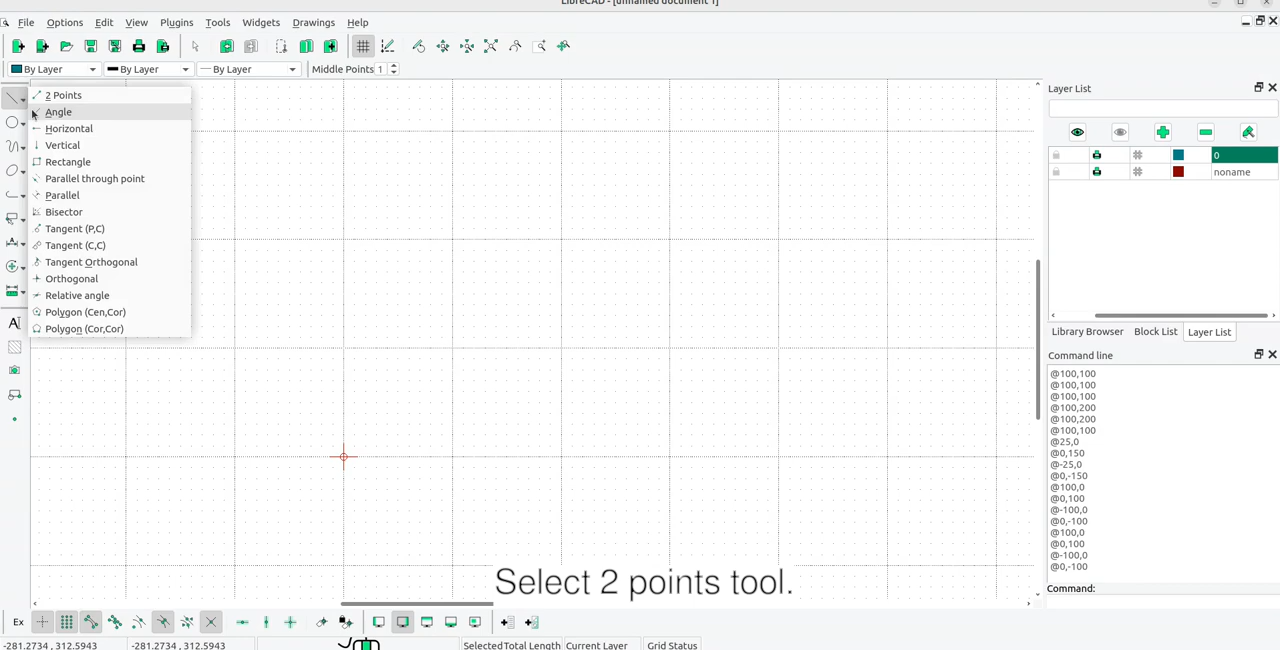 LibreCAD - [unnamed document 1]
File Options Edit View Plugins Tools Widgets Drawings Help
By Layer By Layer By Layer Middle Points 1
2 Points
Angle
Horizontal
Vertical
Rectangle
Parallel through point
Parallel
Bisector
Tangent (P,C)
Tangent (C,C)
Tangent Orthogonal
Orthogonal
Relative angle
Polygon (Cen,Cor)
Polygon (Cor,Cor)
Layer List
0
noname
Library Browser Block List Layer List
Command line
@100,100
@100,100
@100,100
@100,200
@100,200
@100,100
@25,0
@0,150
@-25,0
@0,-150
@100,0
@0,100
@-100,0
@0,-100
@100,0
@0,100
@-100,0
@0,-100
Command:
Select 2 points tool.
Ex
-281.2734 , 312.5943 -281.2734 , 312.5943 Selected Total Length Current Layer Grid Status